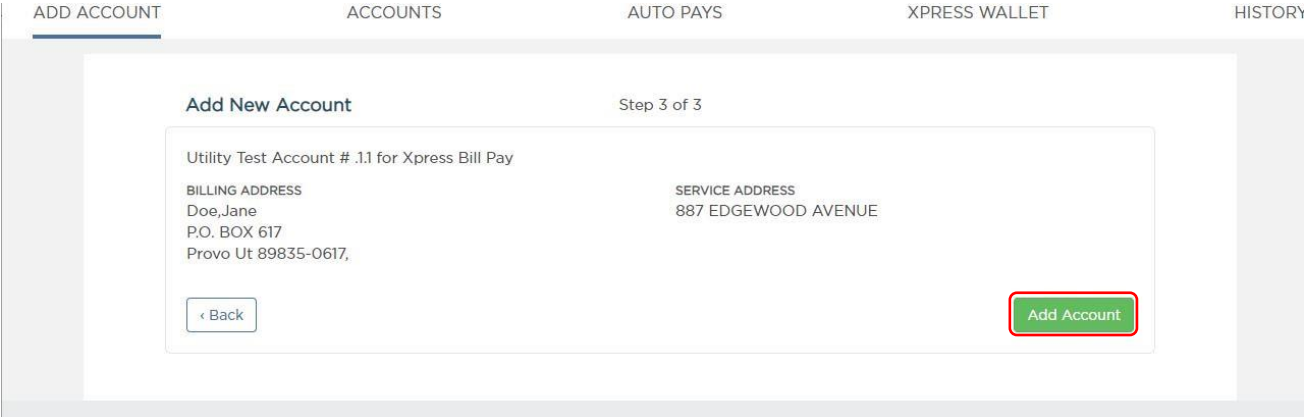 ADD ACCOUNT ACCOUNTS AUTO PAYS XPRESS WALLET HISTORY
Add New Account Step 3 of 3
Utility Test Account # .1.1 for Xpress Bill Pay
BILLING ADDRESS
Doe,Jane
P.O. BOX 617
Provo Ut 89835-0617,
SERVICE ADDRESS
887 EDGEWOOD AVENUE
‹ Back
Add Account